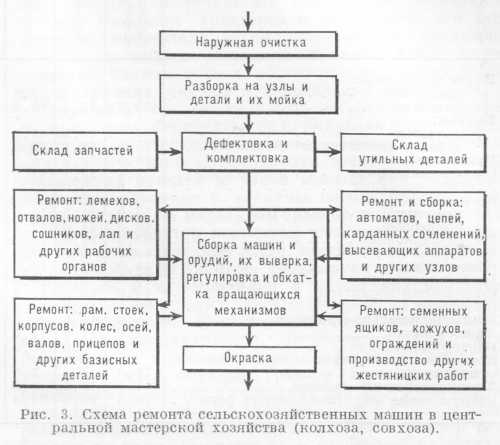 Наружная очистка
Разборка на узлы и
детали и их мойка
Склад запчастей
Дефектовка и
комплектовка
Склад
утильных деталей
Ремонт: лемехов,
отвалов, ножей, дисков,
сошников, лап и
других рабочих
органов
Сборка машин и
орудий, их выверка,
регулировка и обкат-
ка вращающихся
механизмов
Ремонт и сборка:
автоматов, цепей,
карданных сочленений,
высевающих аппаратов
и других узлов
Ремонт: рам, стоек,
корпусов, колес, осей,
валов, прицепов и
других базисных
деталей
Окраска
Ремонт: семенных
ящиков, кожухов,
ограждений и
производство других
жестяницких работ
Рис. 3. Схема ремонта сельскохозяйственных машин в цент-
ральной мастерской хозяйства (колхоза, совхоза).